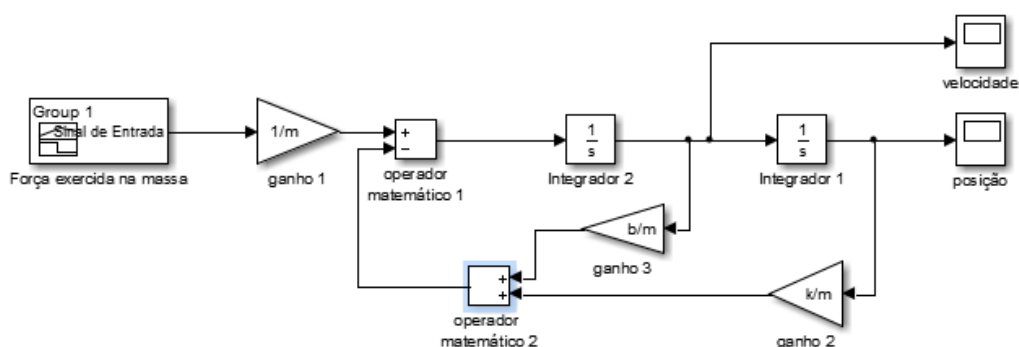 velocidade
Group 1
Sinal de Entrada
Força exercida na massa
1/m
ganho 1
+
−
operador
matemático 1
1
s
Integrador 2
1
s
Integrador 1
posição
b/m
ganho 3
+
+
operador
matemático 2
k/m
ganho 2